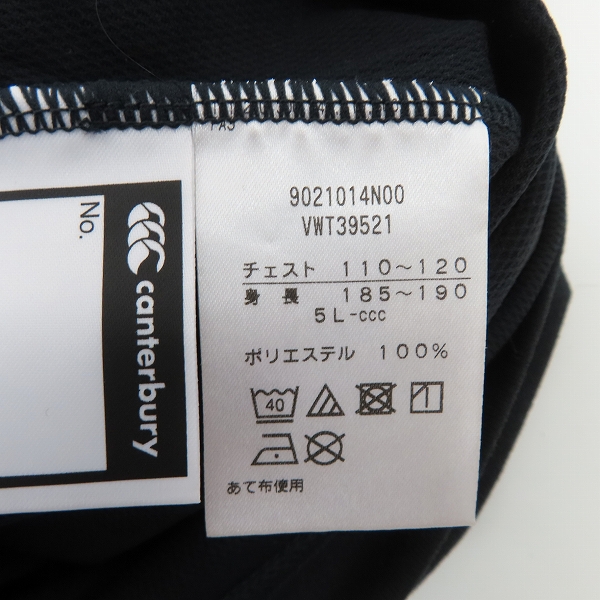 9021014N00
VWT39521
チェスト 110～120
身長 185～190
5L-ccc
ポリエステル 100%
40
あて布使用
No.
canterbury